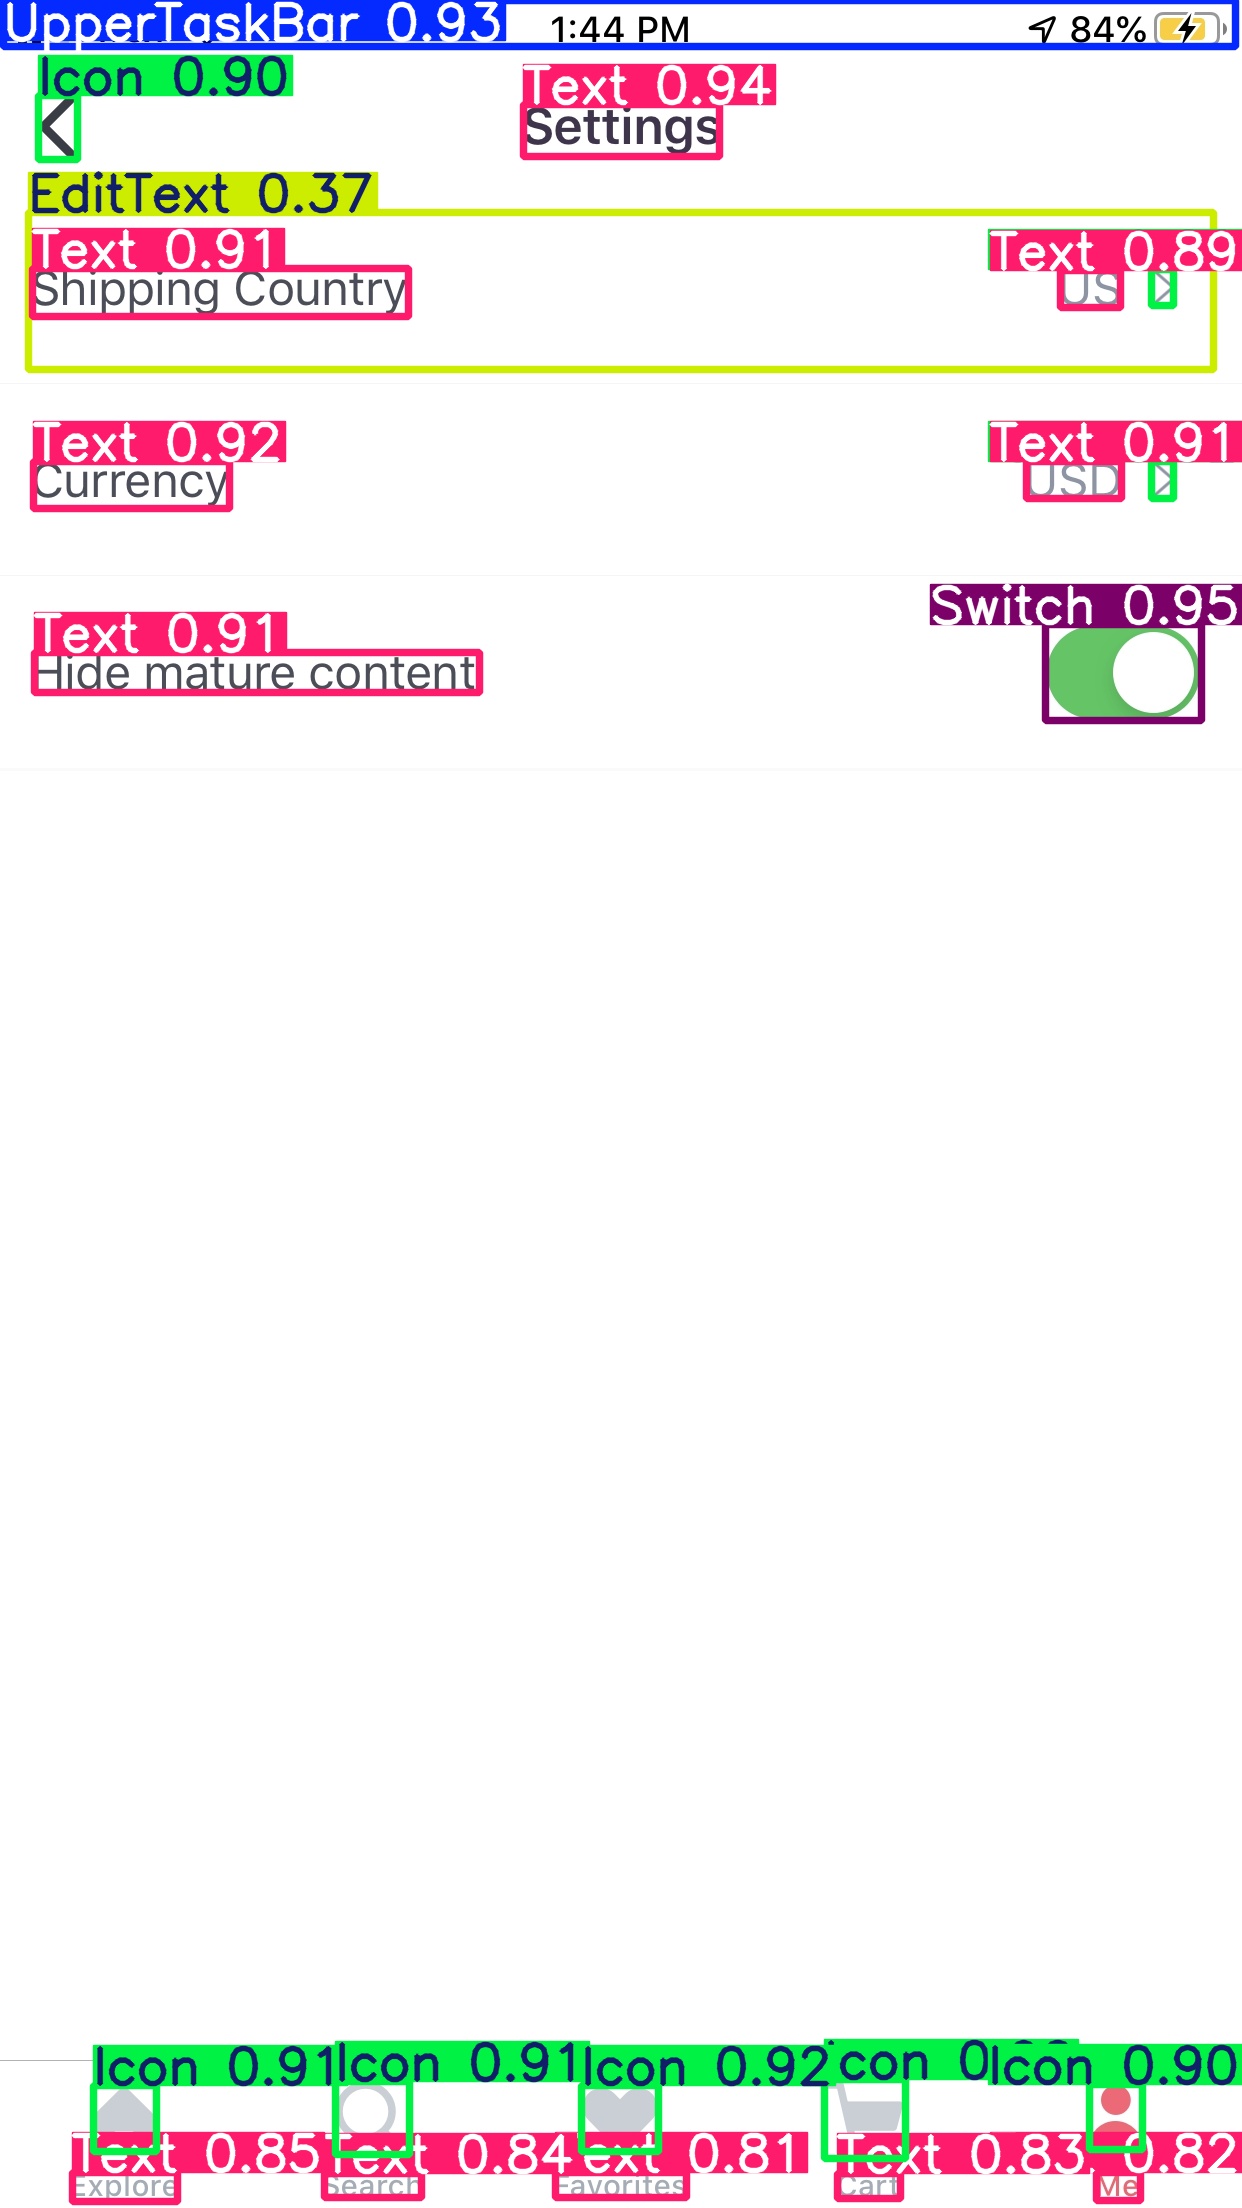 UpperTaskBar 0.93 1:44 PM 84%
Icon 0.90
Text 0.94
Settings
EditText 0.37
Text 0.91 Text 0.89
Shipping Country US
Text 0.92 Text 0.91
Currency USD
Text 0.91 Switch 0.95
Hide mature content
Icon 0.91 Icon 0.91 Icon 0.92 Icon 0.90
Text 0.85 Text 0.84 Text 0.81 Text 0.83 0.82
Explore Search Favorites Cart Me